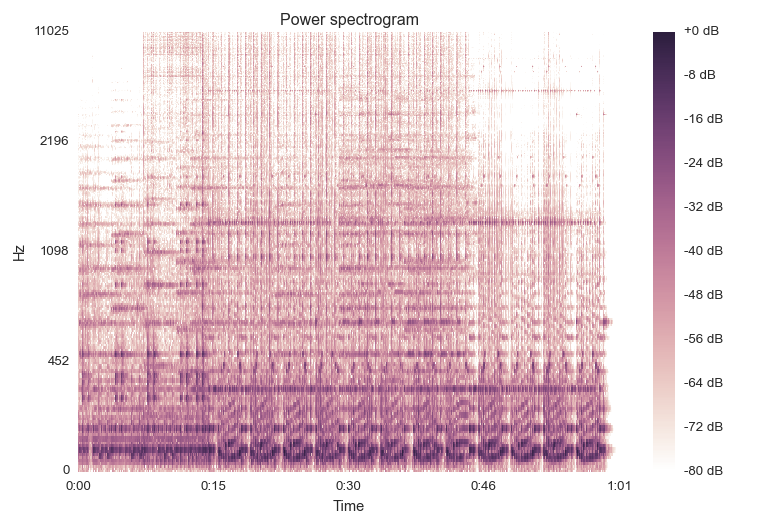 Power spectrogram
11025
2196
1098
452
0
Hz
0:00 0:15 0:30 0:46 1:01
Time
+0 dB
-8 dB
-16 dB
-24 dB
-32 dB
-40 dB
-48 dB
-56 dB
-64 dB
-72 dB
-80 dB